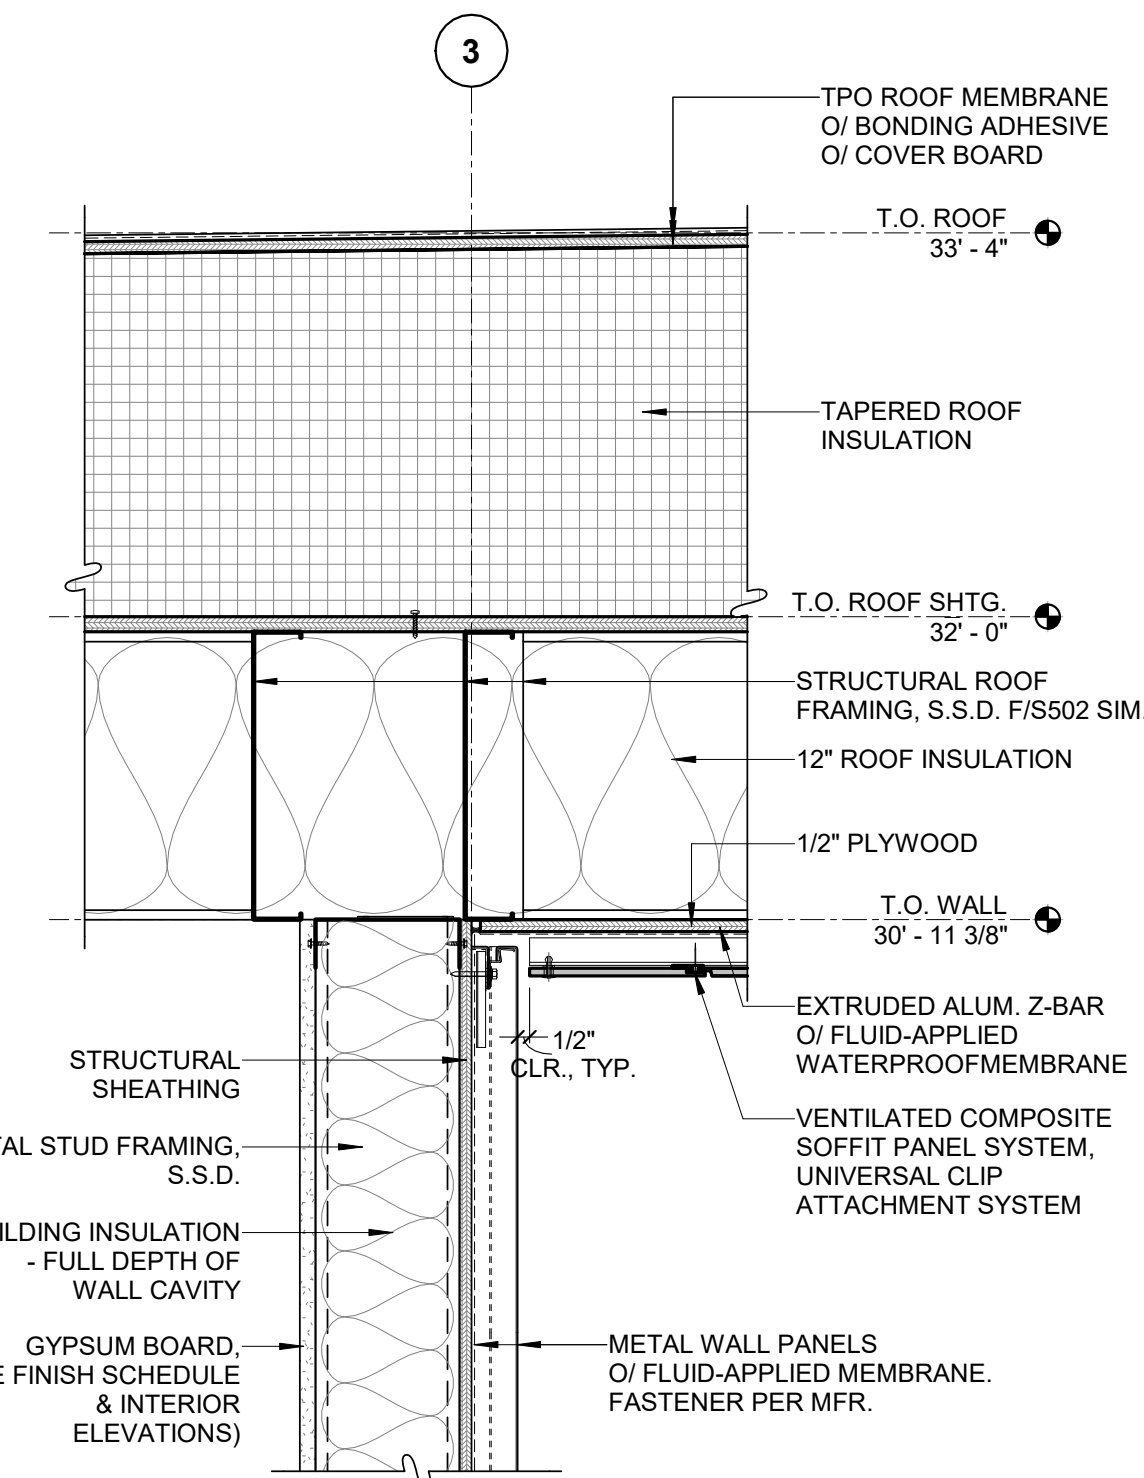 3
TPO ROOF MEMBRANE
O/ BONDING ADHESIVE
O/ COVER BOARD
T.O. ROOF
33' - 4"
TAPERED ROOF
INSULATION
T.O. ROOF SHTG.
32' - 0"
STRUCTURAL ROOF
FRAMING, S.S.D. F/S502 SIM.
12" ROOF INSULATION
1/2" PLYWOOD
T.O. WALL
30' - 11 3/8"
EXTRUDED ALUM. Z-BAR
O/ FLUID-APPLIED
WATERPROOFMEMBRANE
1/2"
CLR., TYP.
STRUCTURAL
SHEATHING
VENTILATED COMPOSITE
SOFFIT PANEL SYSTEM,
UNIVERSAL CLIP
ATTACHMENT SYSTEM
TAL STUD FRAMING,
S.S.D.
ILDING INSULATION
- FULL DEPTH OF
WALL CAVITY
GYPSUM BOARD,
E FINISH SCHEDULE
& INTERIOR
ELEVATIONS)
METAL WALL PANELS
O/ FLUID-APPLIED MEMBRANE.
FASTENER PER MFR.